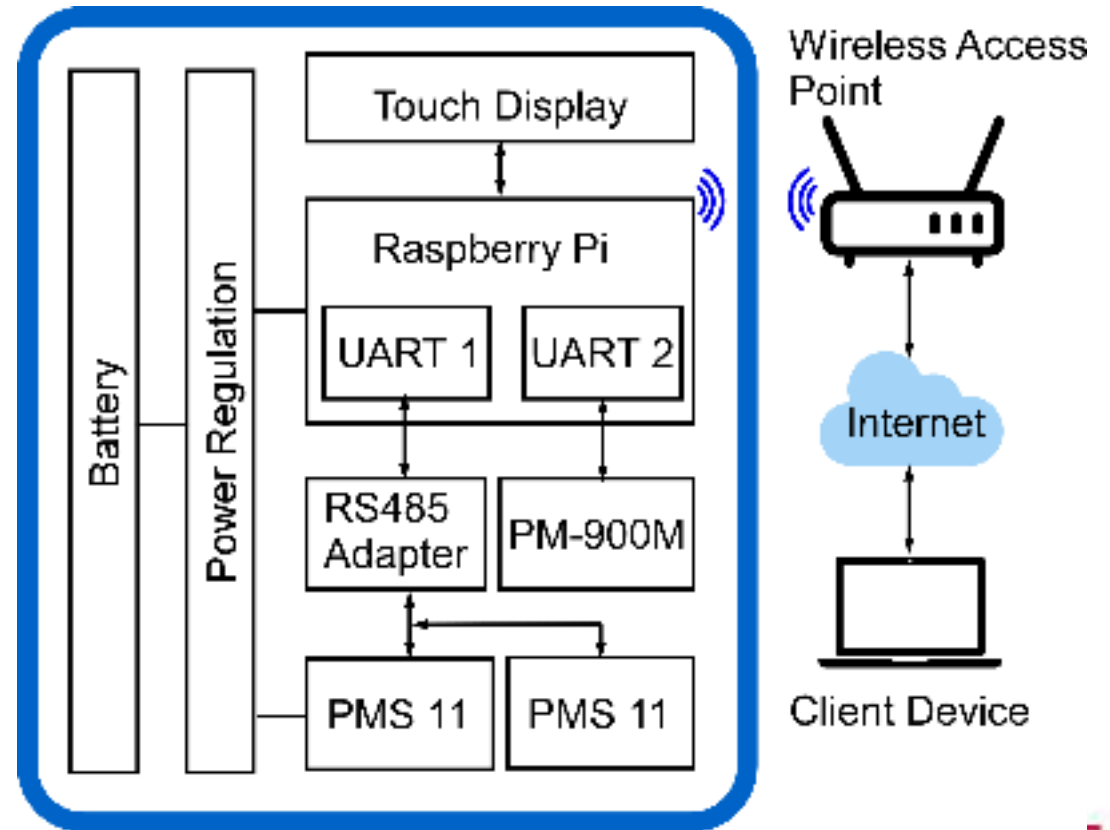 Wireless Access
Point
Touch Display
Raspberry Pi
UART 1
UART 2
Battery
Power Regulation
Internet
RS485
Adapter
PM-900M
PMS 11
PMS 11
Client Device